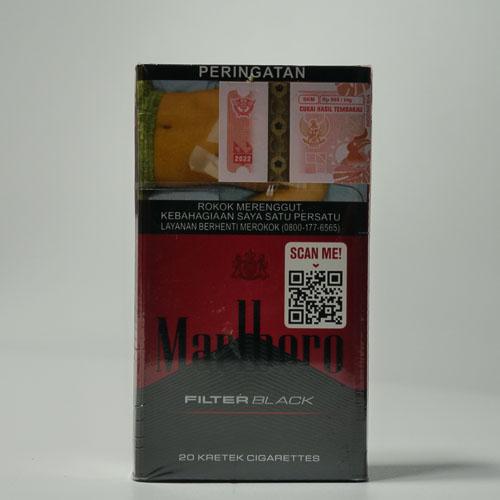 PERINGATAN
SKM
CUKAI HASIL TEMBAKAU
2022
ROKOK MERENGGUT
KEBAHAGIAAN SAYA SATU PERSATU
LAYANAN BERHENTI MEROKOK (0800-177-6565)
SCAN ME!
Marlboro
FILTER BLACK
20 KRETEK CIGARETTES